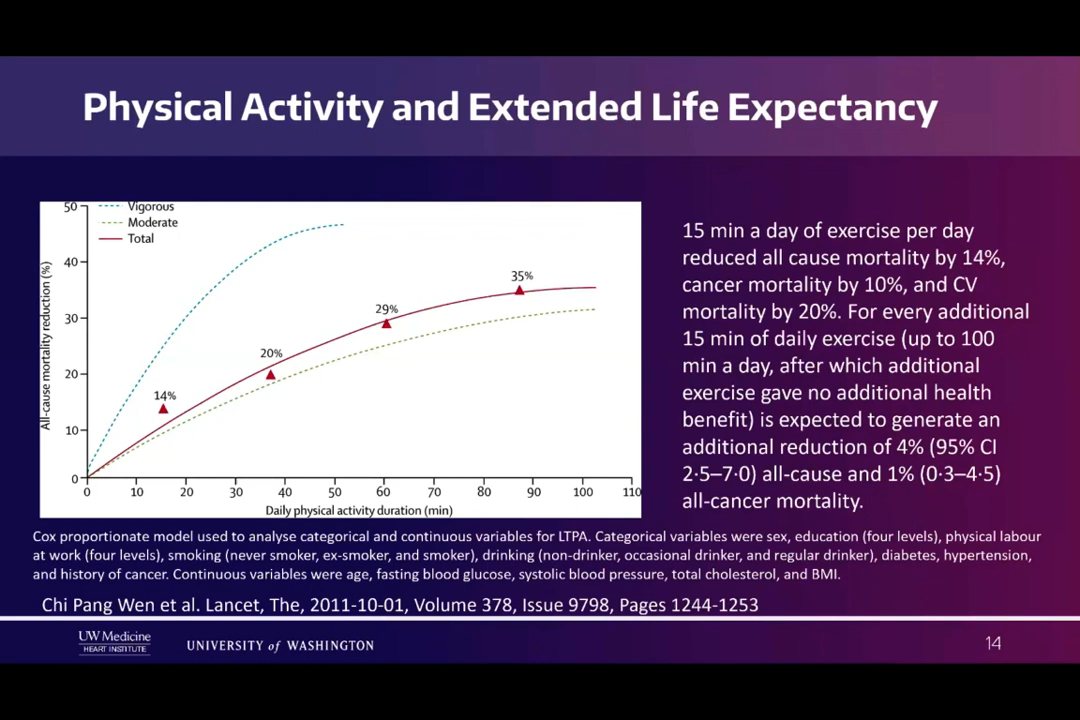 Physical Activity and Extended Life Expectancy
50
Vigorous
Moderate
Total
40
30
20
10
0
All-cause mortality reduction (%)
14%
20%
29%
35%
0 10 20 30 40 50 60 70 80 90 100 110
Daily physical activity duration (min)
15 min a day of exercise per day
reduced all cause mortality by 14%,
cancer mortality by 10%, and CV
mortality by 20%. For every additional
15 min of daily exercise (up to 100
min a day, after which additional
exercise gave no additional health
benefit) is expected to generate an
additional reduction of 4% (95% CI
2·5–7·0) all-cause and 1% (0·3–4·5)
all-cancer mortality.
Cox proportionate model used to analyse categorical and continuous variables for LTPA. Categorical variables were sex, education (four levels), physical labour
at work (four levels), smoking (never smoker, ex-smoker, and smoker), drinking (non-drinker, occasional drinker, and regular drinker), diabetes, hypertension,
and history of cancer. Continuous variables were age, fasting blood glucose, systolic blood pressure, total cholesterol, and BMI.
Chi Pang Wen et al. Lancet, The, 2011-10-01, Volume 378, Issue 9798, Pages 1244-1253
UW Medicine
HEART INSTITUTE
UNIVERSITY of WASHINGTON
14